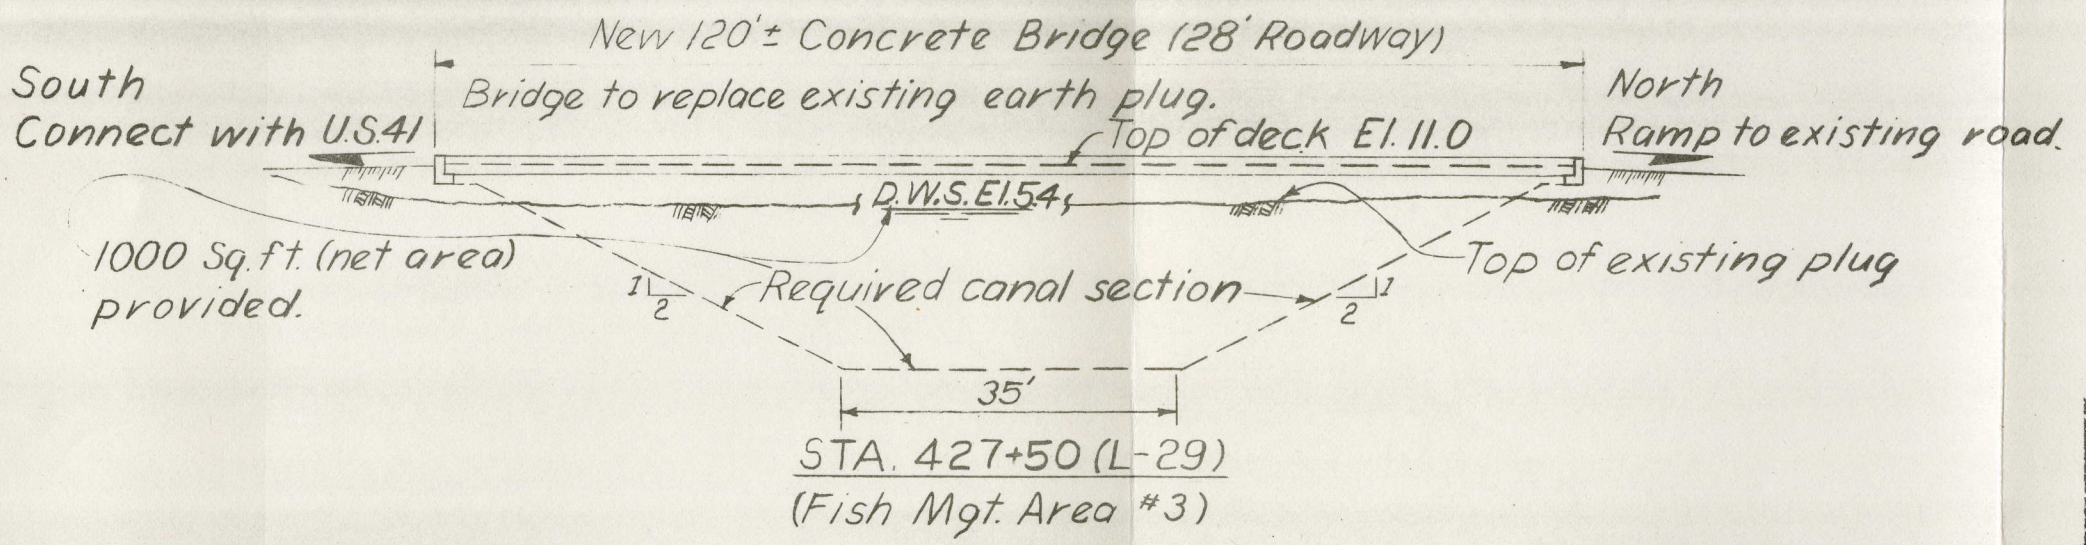 New 120'± Concrete Bridge (28' Roadway)
South
Connect with U.S.41
Bridge to replace existing earth plug.
North
Ramp to existing road.
Top of deck El. 11.0
D.W.S. El. 5.4
1000 Sq. ft. (net area)
provided.
1
2
Required canal section
1
2
Top of existing plug
35'
STA. 427+50 (L-29)
(Fish Mgt. Area #3)